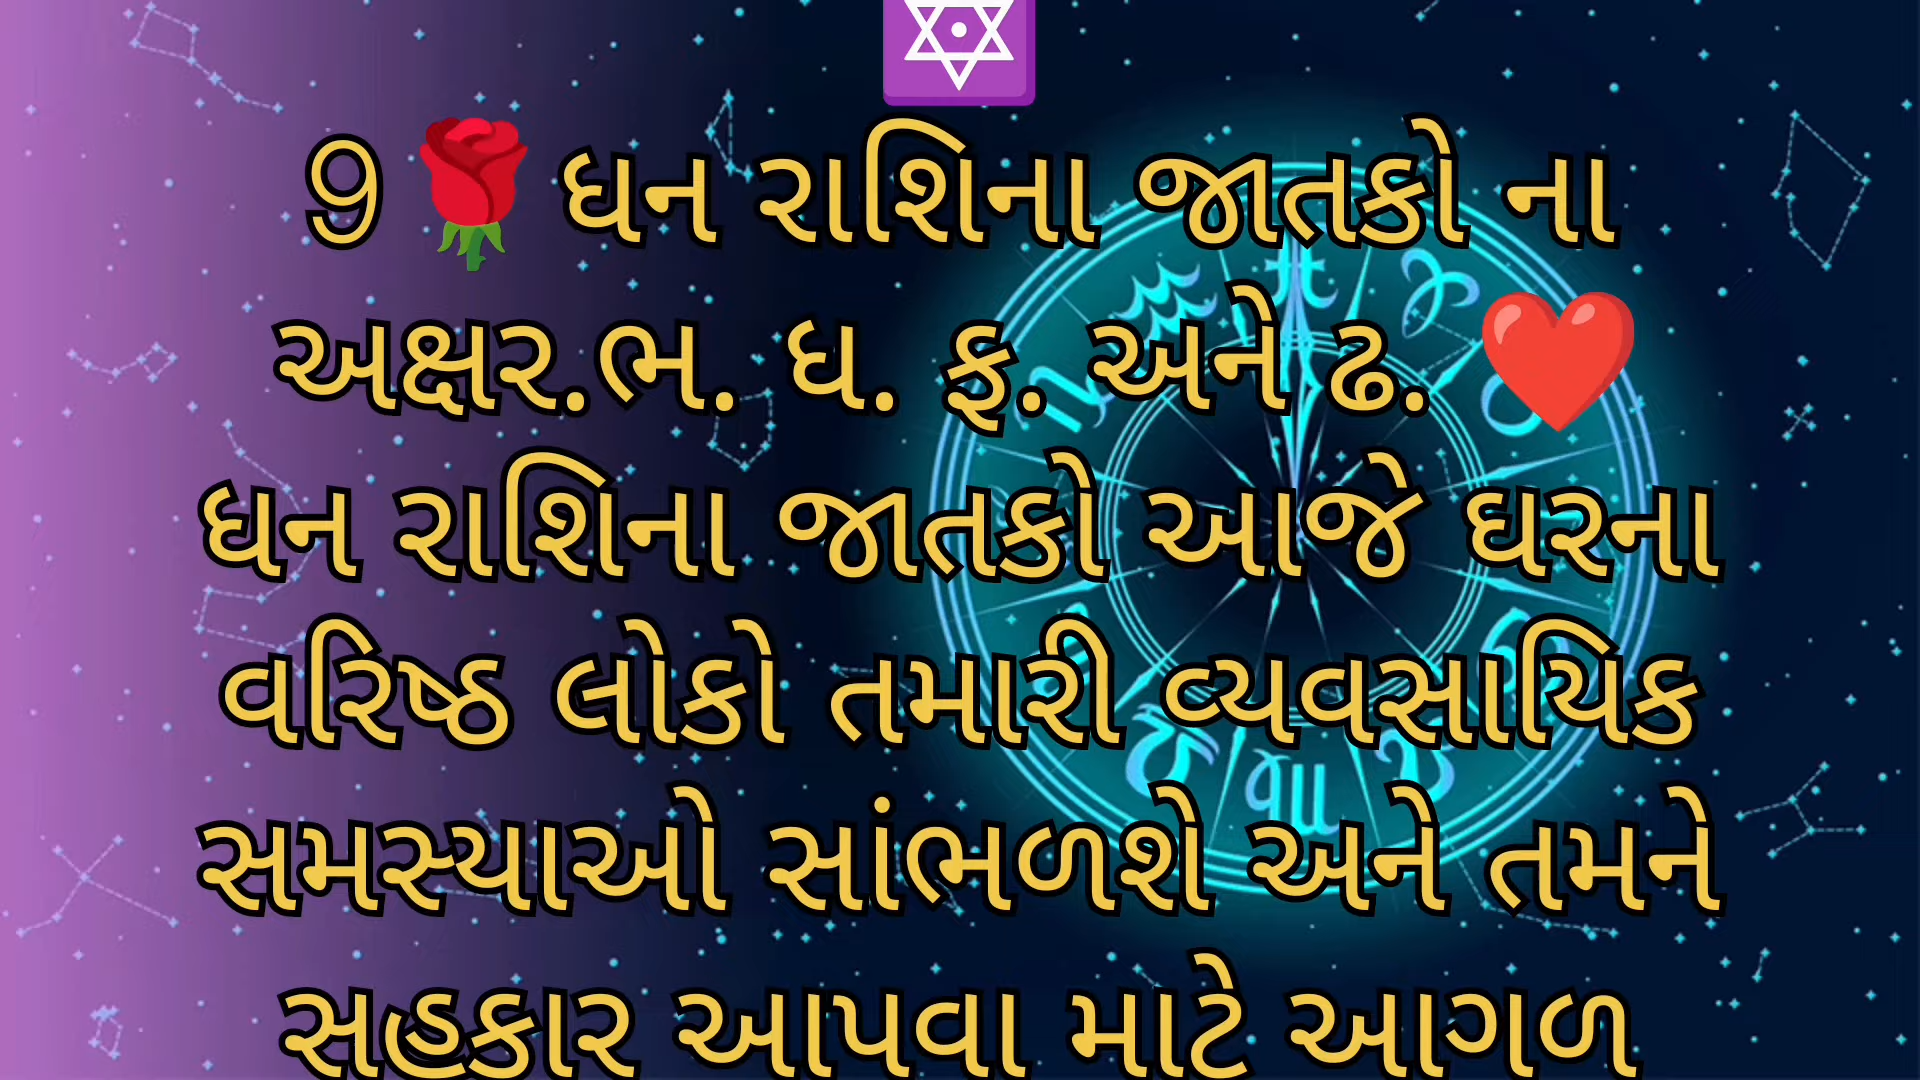 9🌹ધન રાશિના જાતકો ના
અક્ષર.ભ. ધ. ફ. અને ઢ. ❤️
ધન રાશિના જાતકો આજે ઘરના
વરિષ્ઠ લોકો તમારી વ્યવસાયિક
સમસ્યાઓ સાંભળશે અને તમને
સહકાર આપવા માટે આગળ